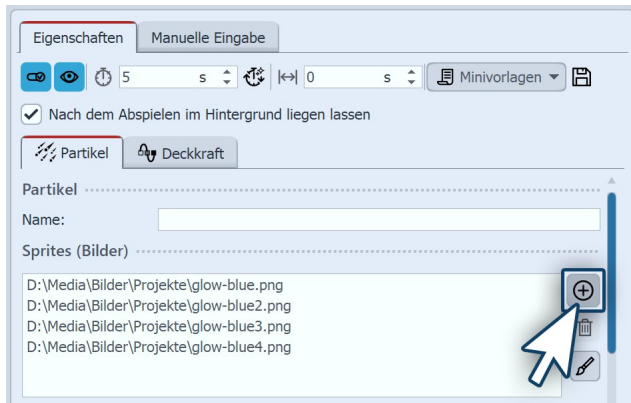 Eigenschaften Manuelle Eingabe
5 s 0 s Minivorlagen
Nach dem Abspielen im Hintergrund liegen lassen
Partikel Deckkraft
Partikel
Name:
Sprites (Bilder)
D:\Media\Bilder\Projekte\glow-blue.png
D:\Media\Bilder\Projekte\glow-blue2.png
D:\Media\Bilder\Projekte\glow-blue3.png
D:\Media\Bilder\Projekte\glow-blue4.png